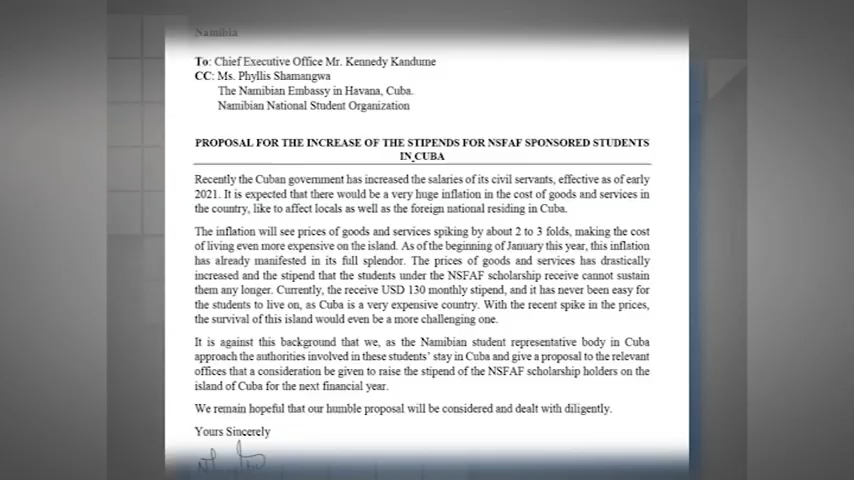 Namibia
To: Chief Executive Office Mr. Kennedy Kandume
CC: Ms. Phyllis Shamangwa
The Namibian Embassy in Havana, Cuba.
Namibian National Student Organization
PROPOSAL FOR THE INCREASE OF THE STIPENDS FOR NSFAF SPONSORED STUDENTS
IN CUBA
Recently the Cuban government has increased the salaries of its civil servants, effective as of early
2021. It is expected that there would be a very huge inflation in the cost of goods and services in
the country, like to affect locals as well as the foreign national residing in Cuba.
The inflation will see prices of goods and services spiking by about 2 to 3 folds, making the cost
of living even more expensive on the island. As of the beginning of January this year, this inflation
has already manifested in its full splendor. The prices of goods and services has drastically
increased and the stipend that the students under the NSFAF scholarship receive cannot sustain
them any longer. Currently, the receive USD 130 monthly stipend, and it has never been easy for
the students to live on, as Cuba is a very expensive country. With the recent spike in the prices,
the survival of this island would even be a more challenging one.
It is against this background that we, as the Namibian student representative body in Cuba
approach the authorities involved in these students' stay in Cuba and give a proposal to the relevant
offices that a consideration be given to raise the stipend of the NSFAF scholarship holders on the
island of Cuba for the next financial year.
We remain hopeful that our humble proposal will be considered and dealt with diligently.
Yours Sincerely